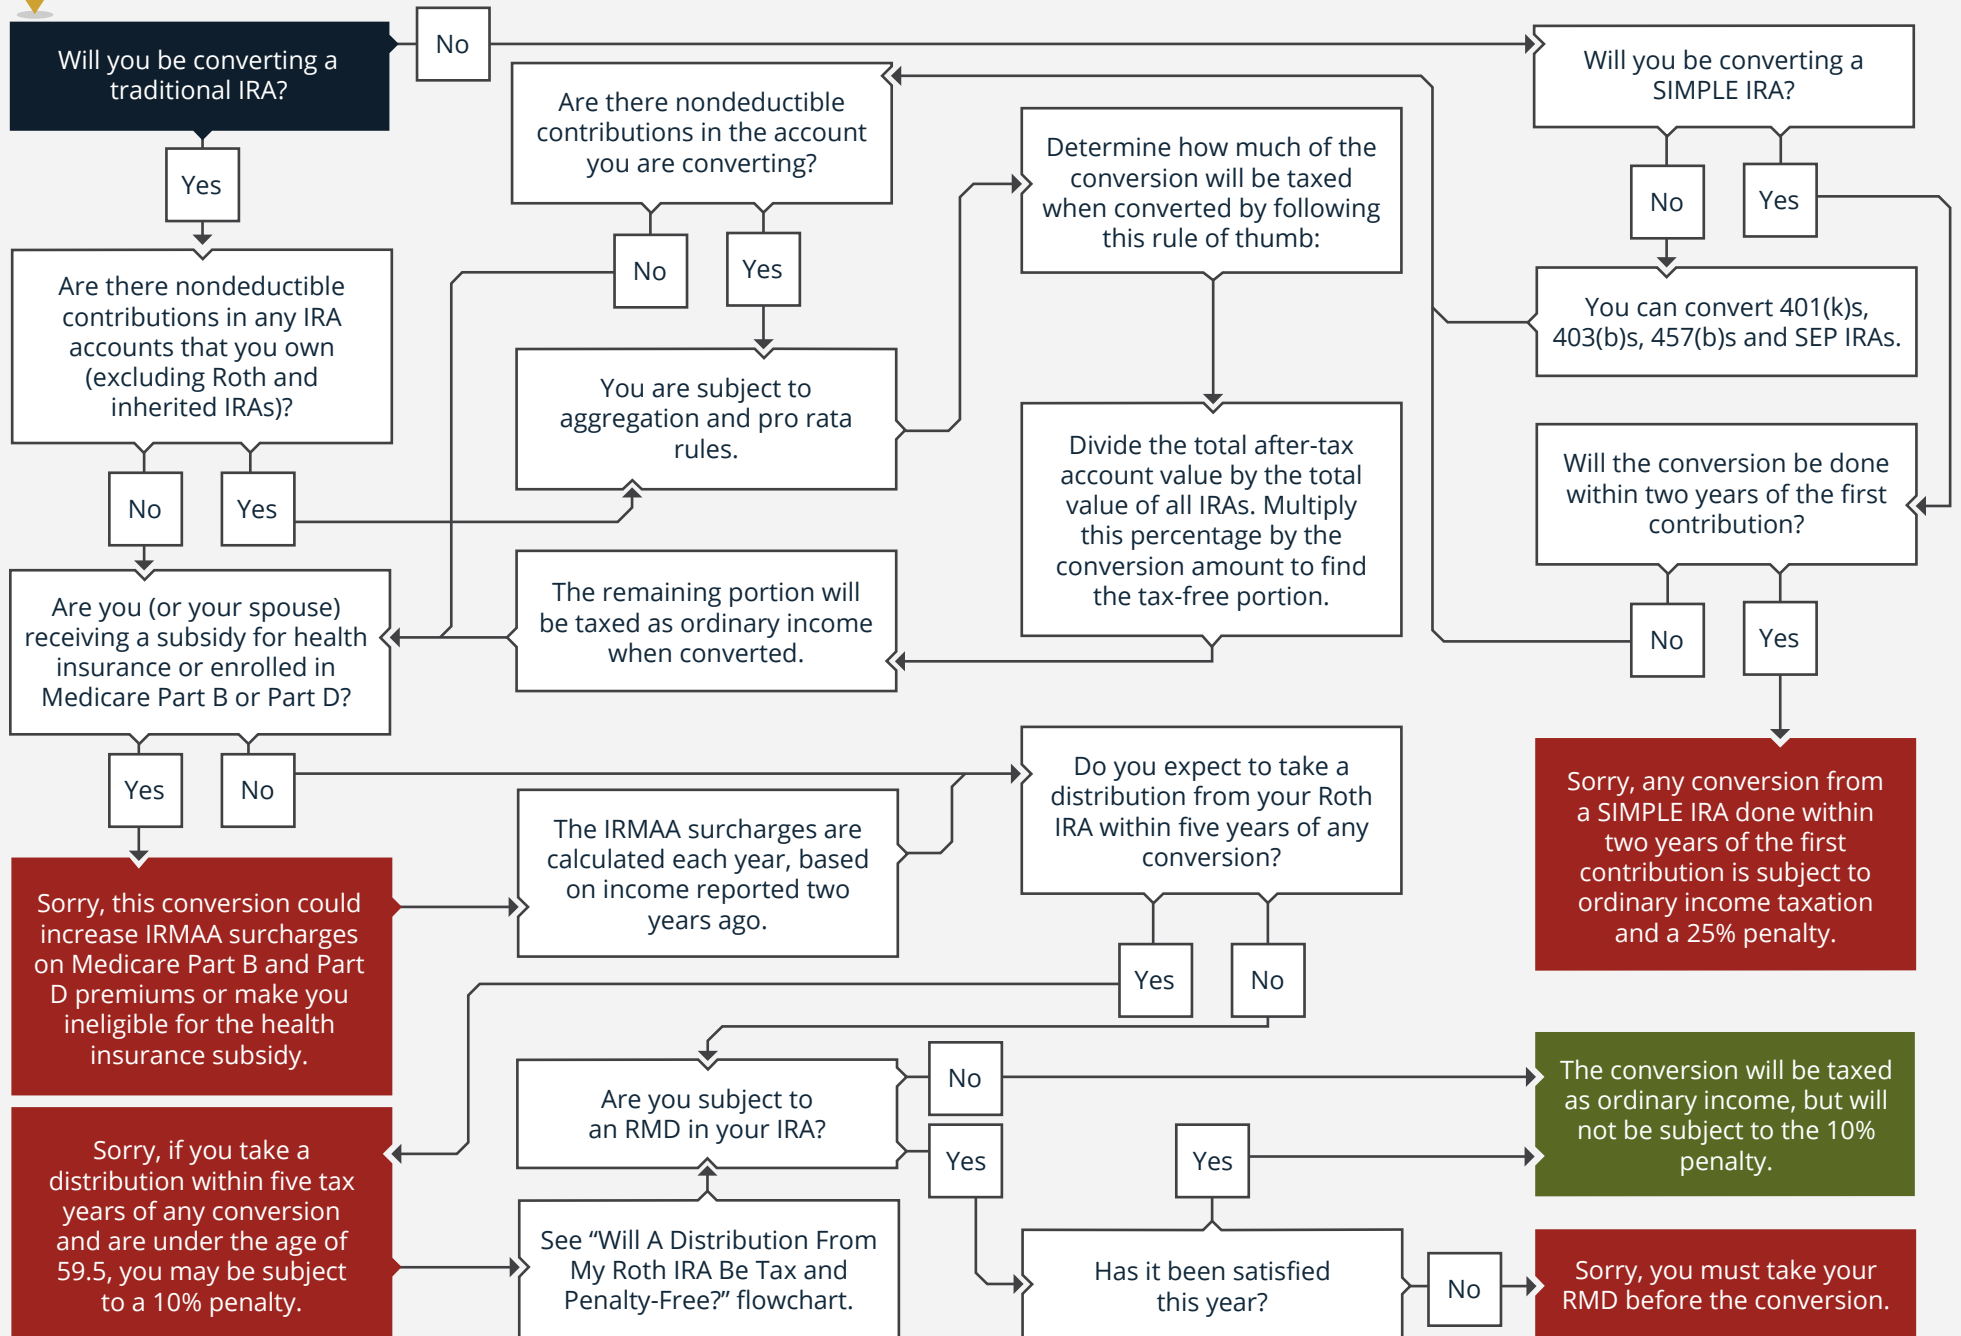 Will you be converting a
traditional IRA?
No
Yes
Will you be converting a
SIMPLE IRA?
No
Yes
Are there nondeductible
contributions in the account
you are converting?
No
Yes
Determine how much of the
conversion will be taxed
when converted by following
this rule of thumb:
Are there nondeductible
contributions in any IRA
accounts that you own
(excluding Roth and
inherited IRAs)?
No
Yes
You are subject to
aggregation and pro rata
rules.
You can convert 401(k)s,
403(b)s, 457(b)s and SEP IRAs.
Divide the total after-tax
account value by the total
value of all IRAs. Multiply
this percentage by the
conversion amount to find
the tax-free portion.
Will the conversion be done
within two years of the first
contribution?
No
Yes
Are you (or your spouse)
receiving a subsidy for health
insurance or enrolled in
Medicare Part B or Part D?
Yes
No
The remaining portion will
be taxed as ordinary income
when converted.
Do you expect to take a
distribution from your Roth
IRA within five years of any
conversion?
Yes
No
Sorry, any conversion from
a SIMPLE IRA done within
two years of the first
contribution is subject to
ordinary income taxation
and a 25% penalty.
The IRMAA surcharges are
calculated each year, based
on income reported two
years ago.
Sorry, this conversion could
increase IRMAA surcharges
on Medicare Part B and Part
D premiums or make you
ineligible for the health
insurance subsidy.
Are you subject to
an RMD in your IRA?
No
Yes
The conversion will be taxed
as ordinary income, but will
not be subject to the 10%
penalty.
Sorry, if you take a
distribution within five tax
years of any conversion
and are under the age of
59.5, you may be subject
to a 10% penalty.
See “Will A Distribution From
My Roth IRA Be Tax and
Penalty-Free?” flowchart.
Yes
Has it been satisfied
this year?
No
Sorry, you must take your
RMD before the conversion.